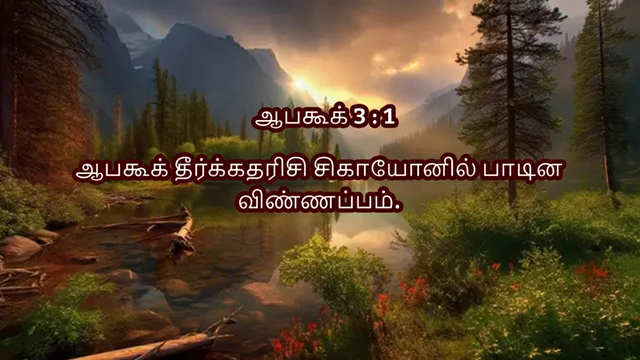 ஆபகூக் 3 : 1
ஆபகூக் தீர்க்கதரிசி சிகாயோனில் பாடின
விண்ணப்பம்.